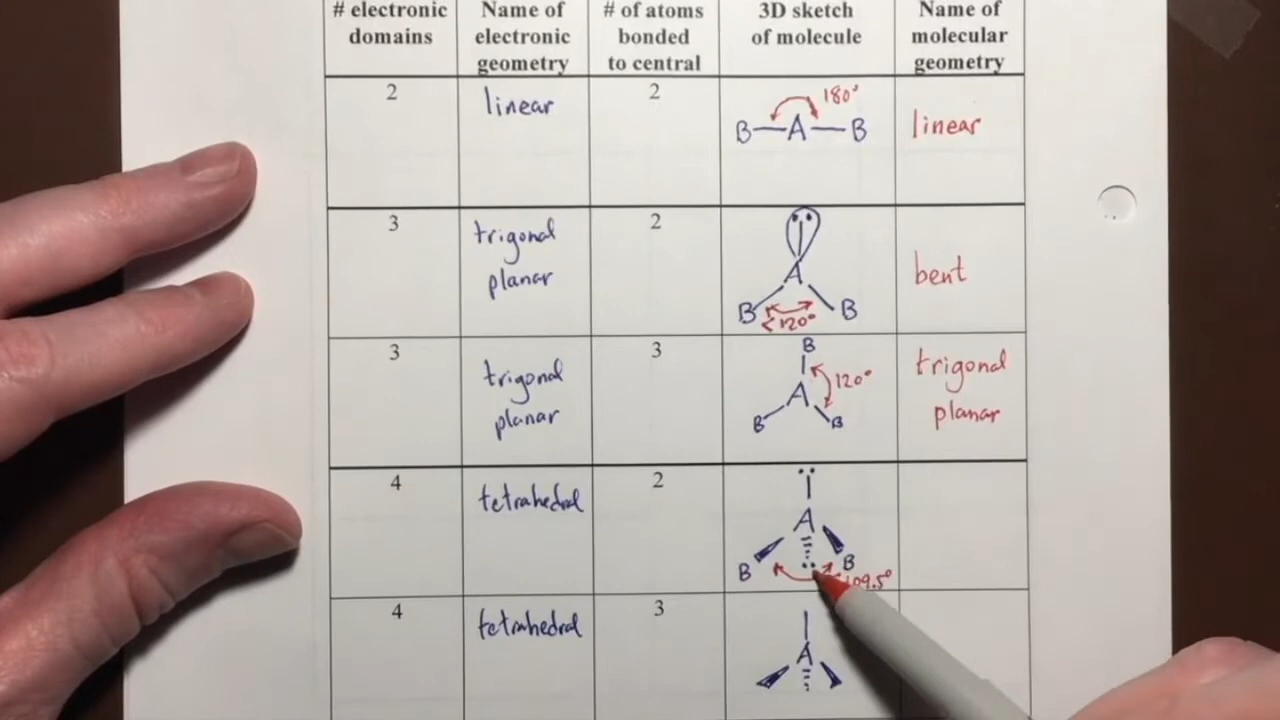 # electronic domains
Name of electronic geometry
# of atoms bonded to central
3D sketch of molecule
Name of molecular geometry
2
linear
2
B—A—B
180°
linear
3
trigonal
planar
2
A
B
B
<120°
bent
3
trigonal
planar
3
B
A
B
B
120°
trigonal
planar
4
tetrahedral
2
A
B
B
109.5°
4
tetrahedral
3
A